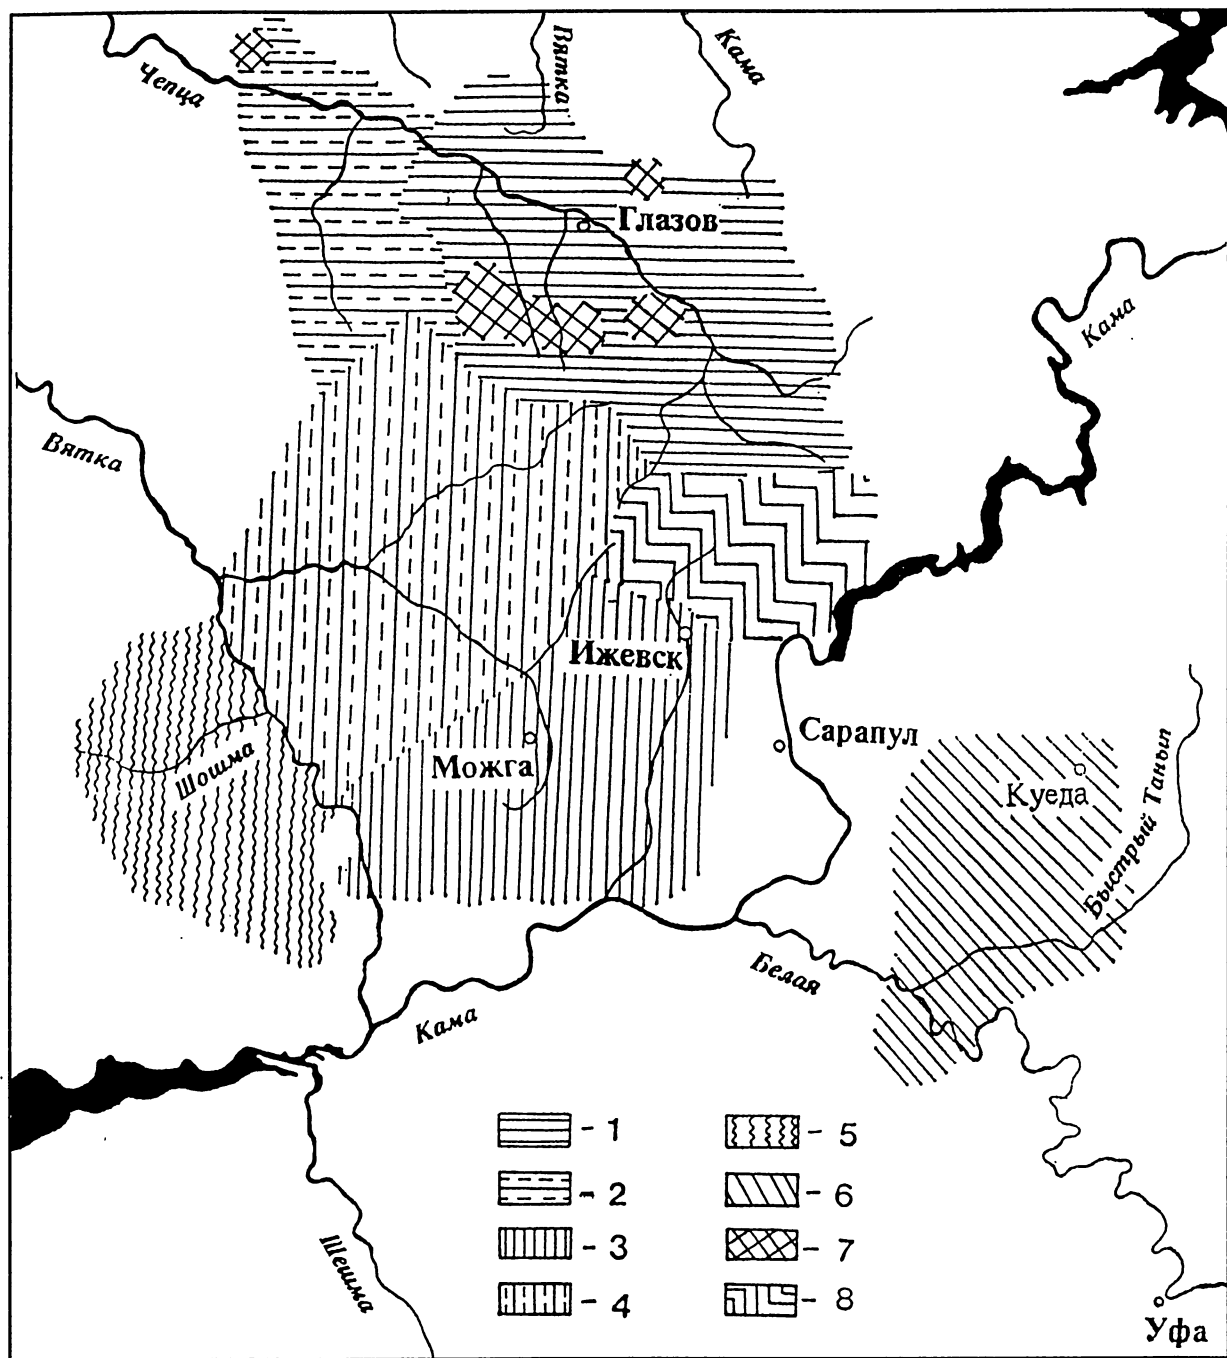 Чепца
Вятка
Кама
Глазов
Кама
Вятка
Ижевск
Сарапул
Шошма
Можга
Куеда
Быстрый Танып
Белая
Кама
Шешма
Уфа
- 1
- 2
- 3
- 4
- 5
- 6
- 7
- 8